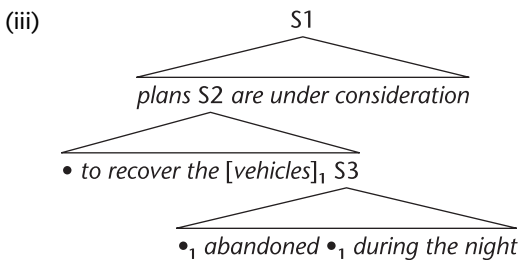 (iii) S1
plans S2 are under consideration
• to recover the [vehicles]₁ S3
•₁ abandoned •₁ during the night